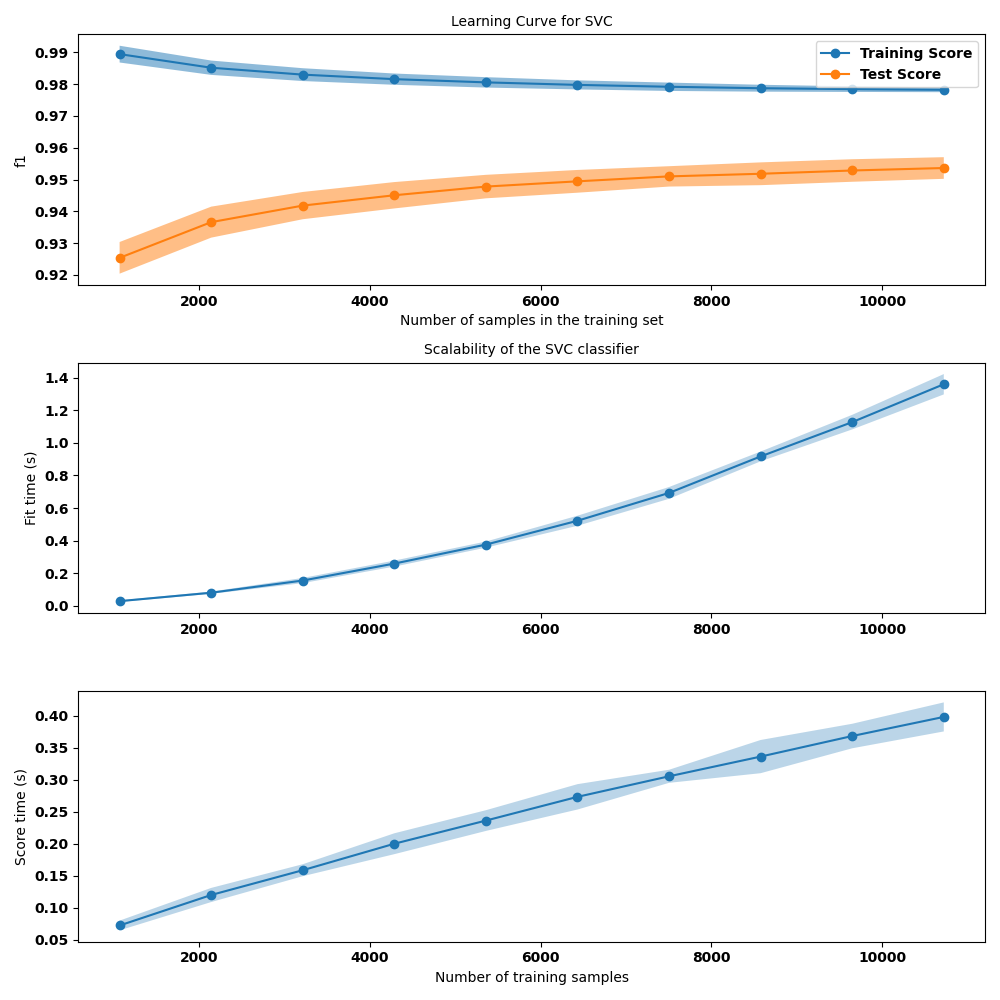 Learning Curve for SVC
0.99
0.98
0.97
0.96
0.95
0.94
0.93
0.92
f1
Training Score
Test Score
2000 4000 6000 8000 10000
Number of samples in the training set
Scalability of the SVC classifier
1.4
1.2
1.0
0.8
0.6
0.4
0.2
0.0
Fit time (s)
2000 4000 6000 8000 10000
0.40
0.35
0.30
0.25
0.20
0.15
0.10
0.05
Score time (s)
2000 4000 6000 8000 10000
Number of training samples